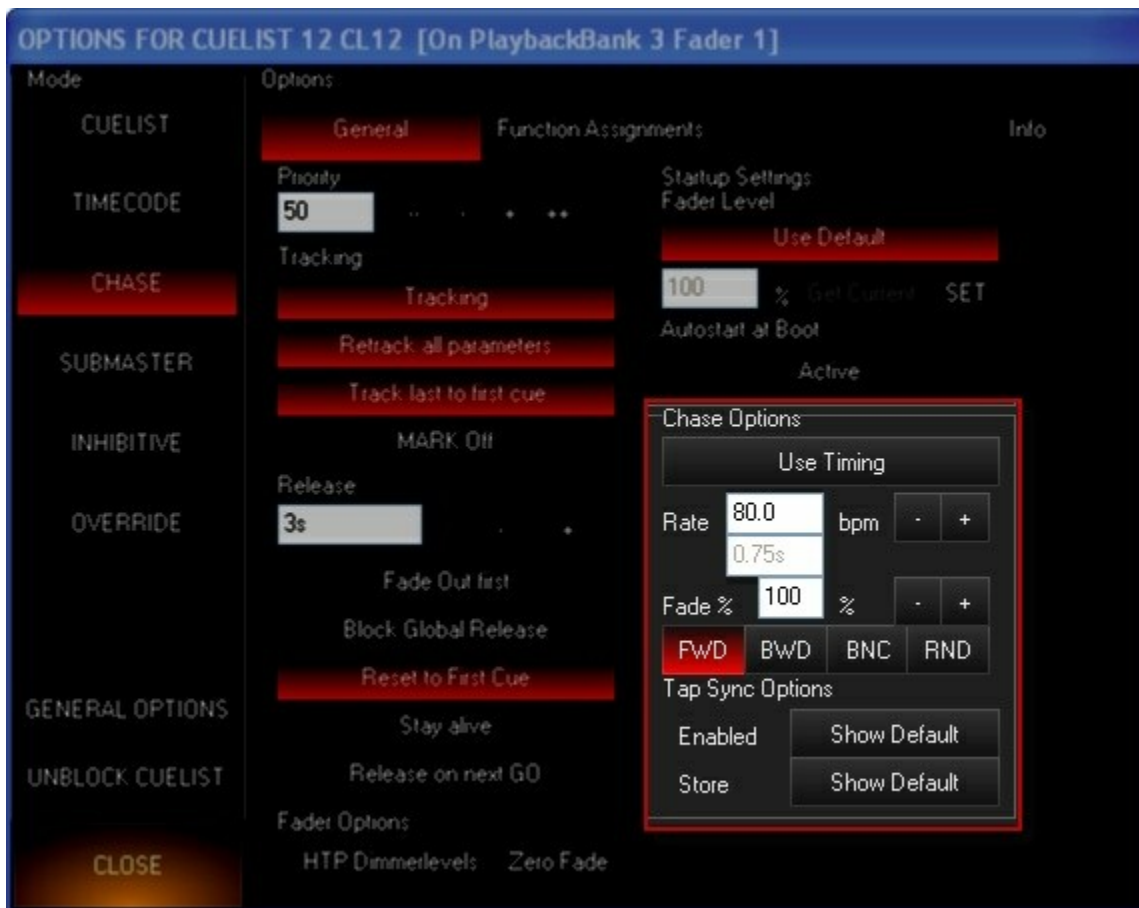 OPTIONS FOR CUELIST 12 CL12 [On PlaybackBank 3 Fader 1]
Mode
CUELIST
TIMECODE
CHASE
SUBMASTER
INHIBITIVE
OVERRIDE
GENERAL OPTIONS
UNBLOCK CUELIST
CLOSE
Options
General Function Assignments Info
Priority
50 -- - + ++
Tracking
Tracking
Retrack all parameters
Track last to first cue
MARK Off
Release
3s - +
Fade Out first
Block Global Release
Reset to First Cue
Stay alive
Release on next GO
Fader Options
HTP Dimmerlevels Zero Fade
Startup Settings
Fader Level
Use Default
100 % Get Current SET
Autostart at Boot
Active
Chase Options
Use Timing
Rate 80.0 bpm - +
0.75s
Fade % 100 % - +
FWD BWD BNC RND
Tap Sync Options
Enabled Show Default
Store Show Default